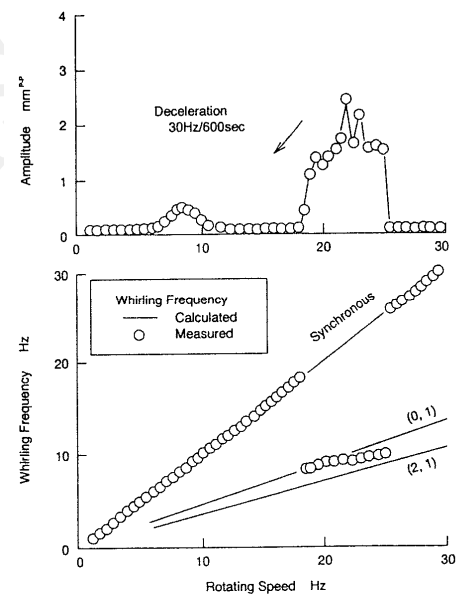 4
3
2
1
0
Amplitude mm P-P
Deceleration
30Hz/600sec
0 10 20 30
30
20
10
0
Whirling Frequency Hz
Whirling Frequency
Calculated
Measured
Synchronous
(0, 1)
(2, 1)
0 10 20 30
Rotating Speed Hz